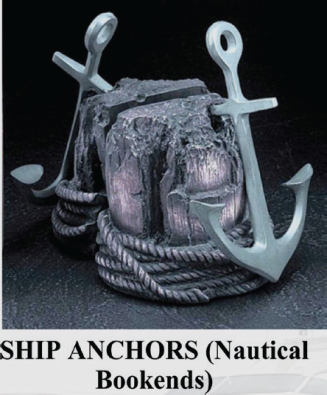 SHIP ANCHORS (Nautical
Bookends)